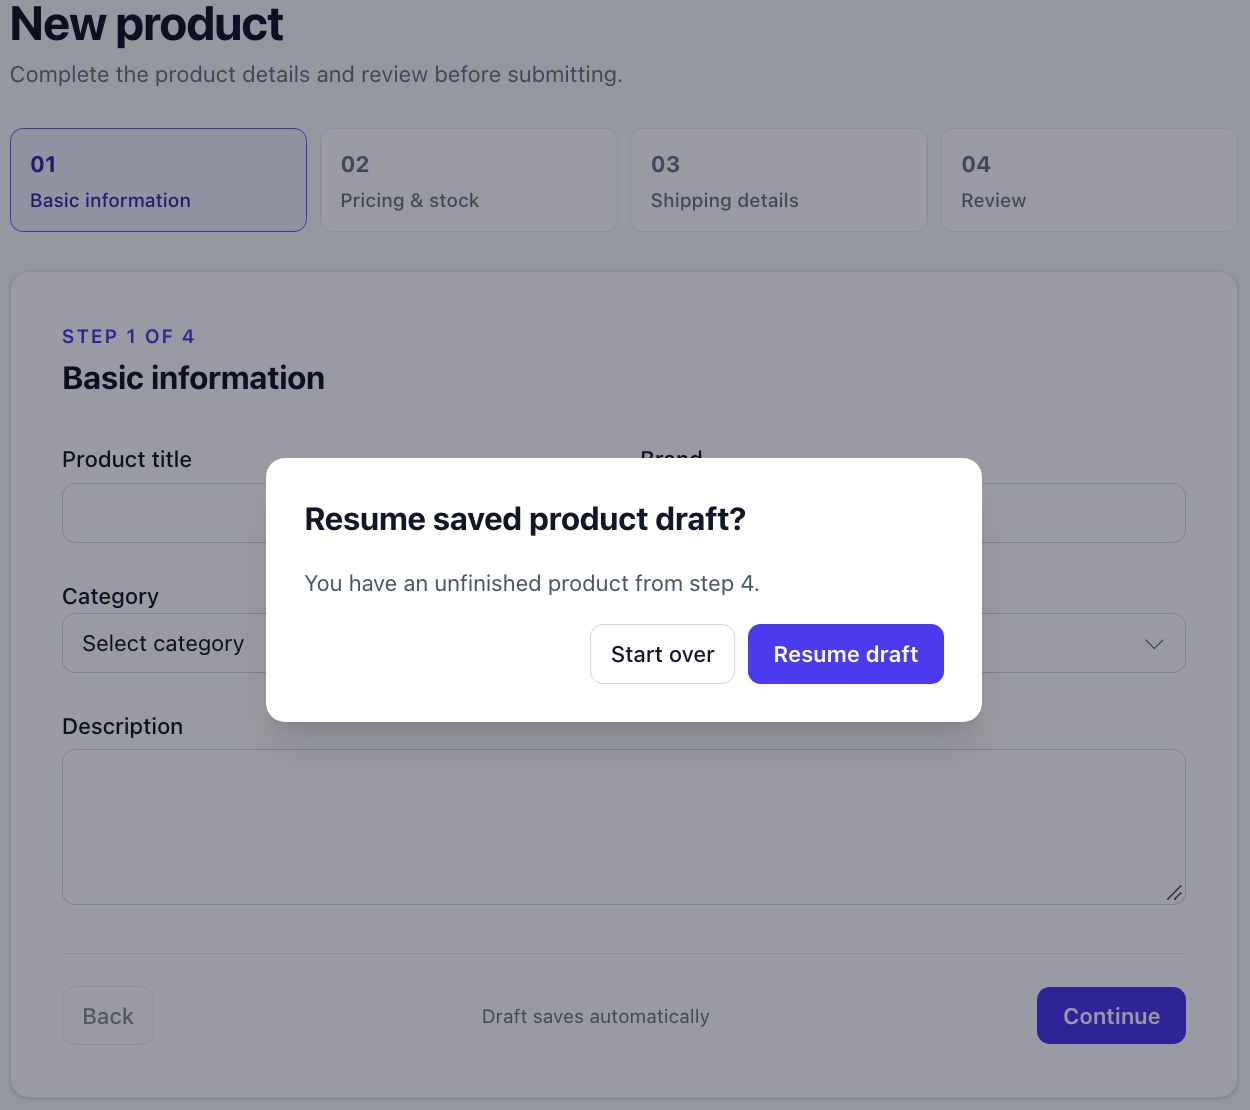 New product
Complete the product details and review before submitting.
01
Basic information
02
Pricing & stock
03
Shipping details
04
Review
STEP 1 OF 4
Basic information
Product title
Brand
Resume saved product draft?
You have an unfinished product from step 4.
Start over
Resume draft
Category
Select category
Description
Back
Draft saves automatically
Continue